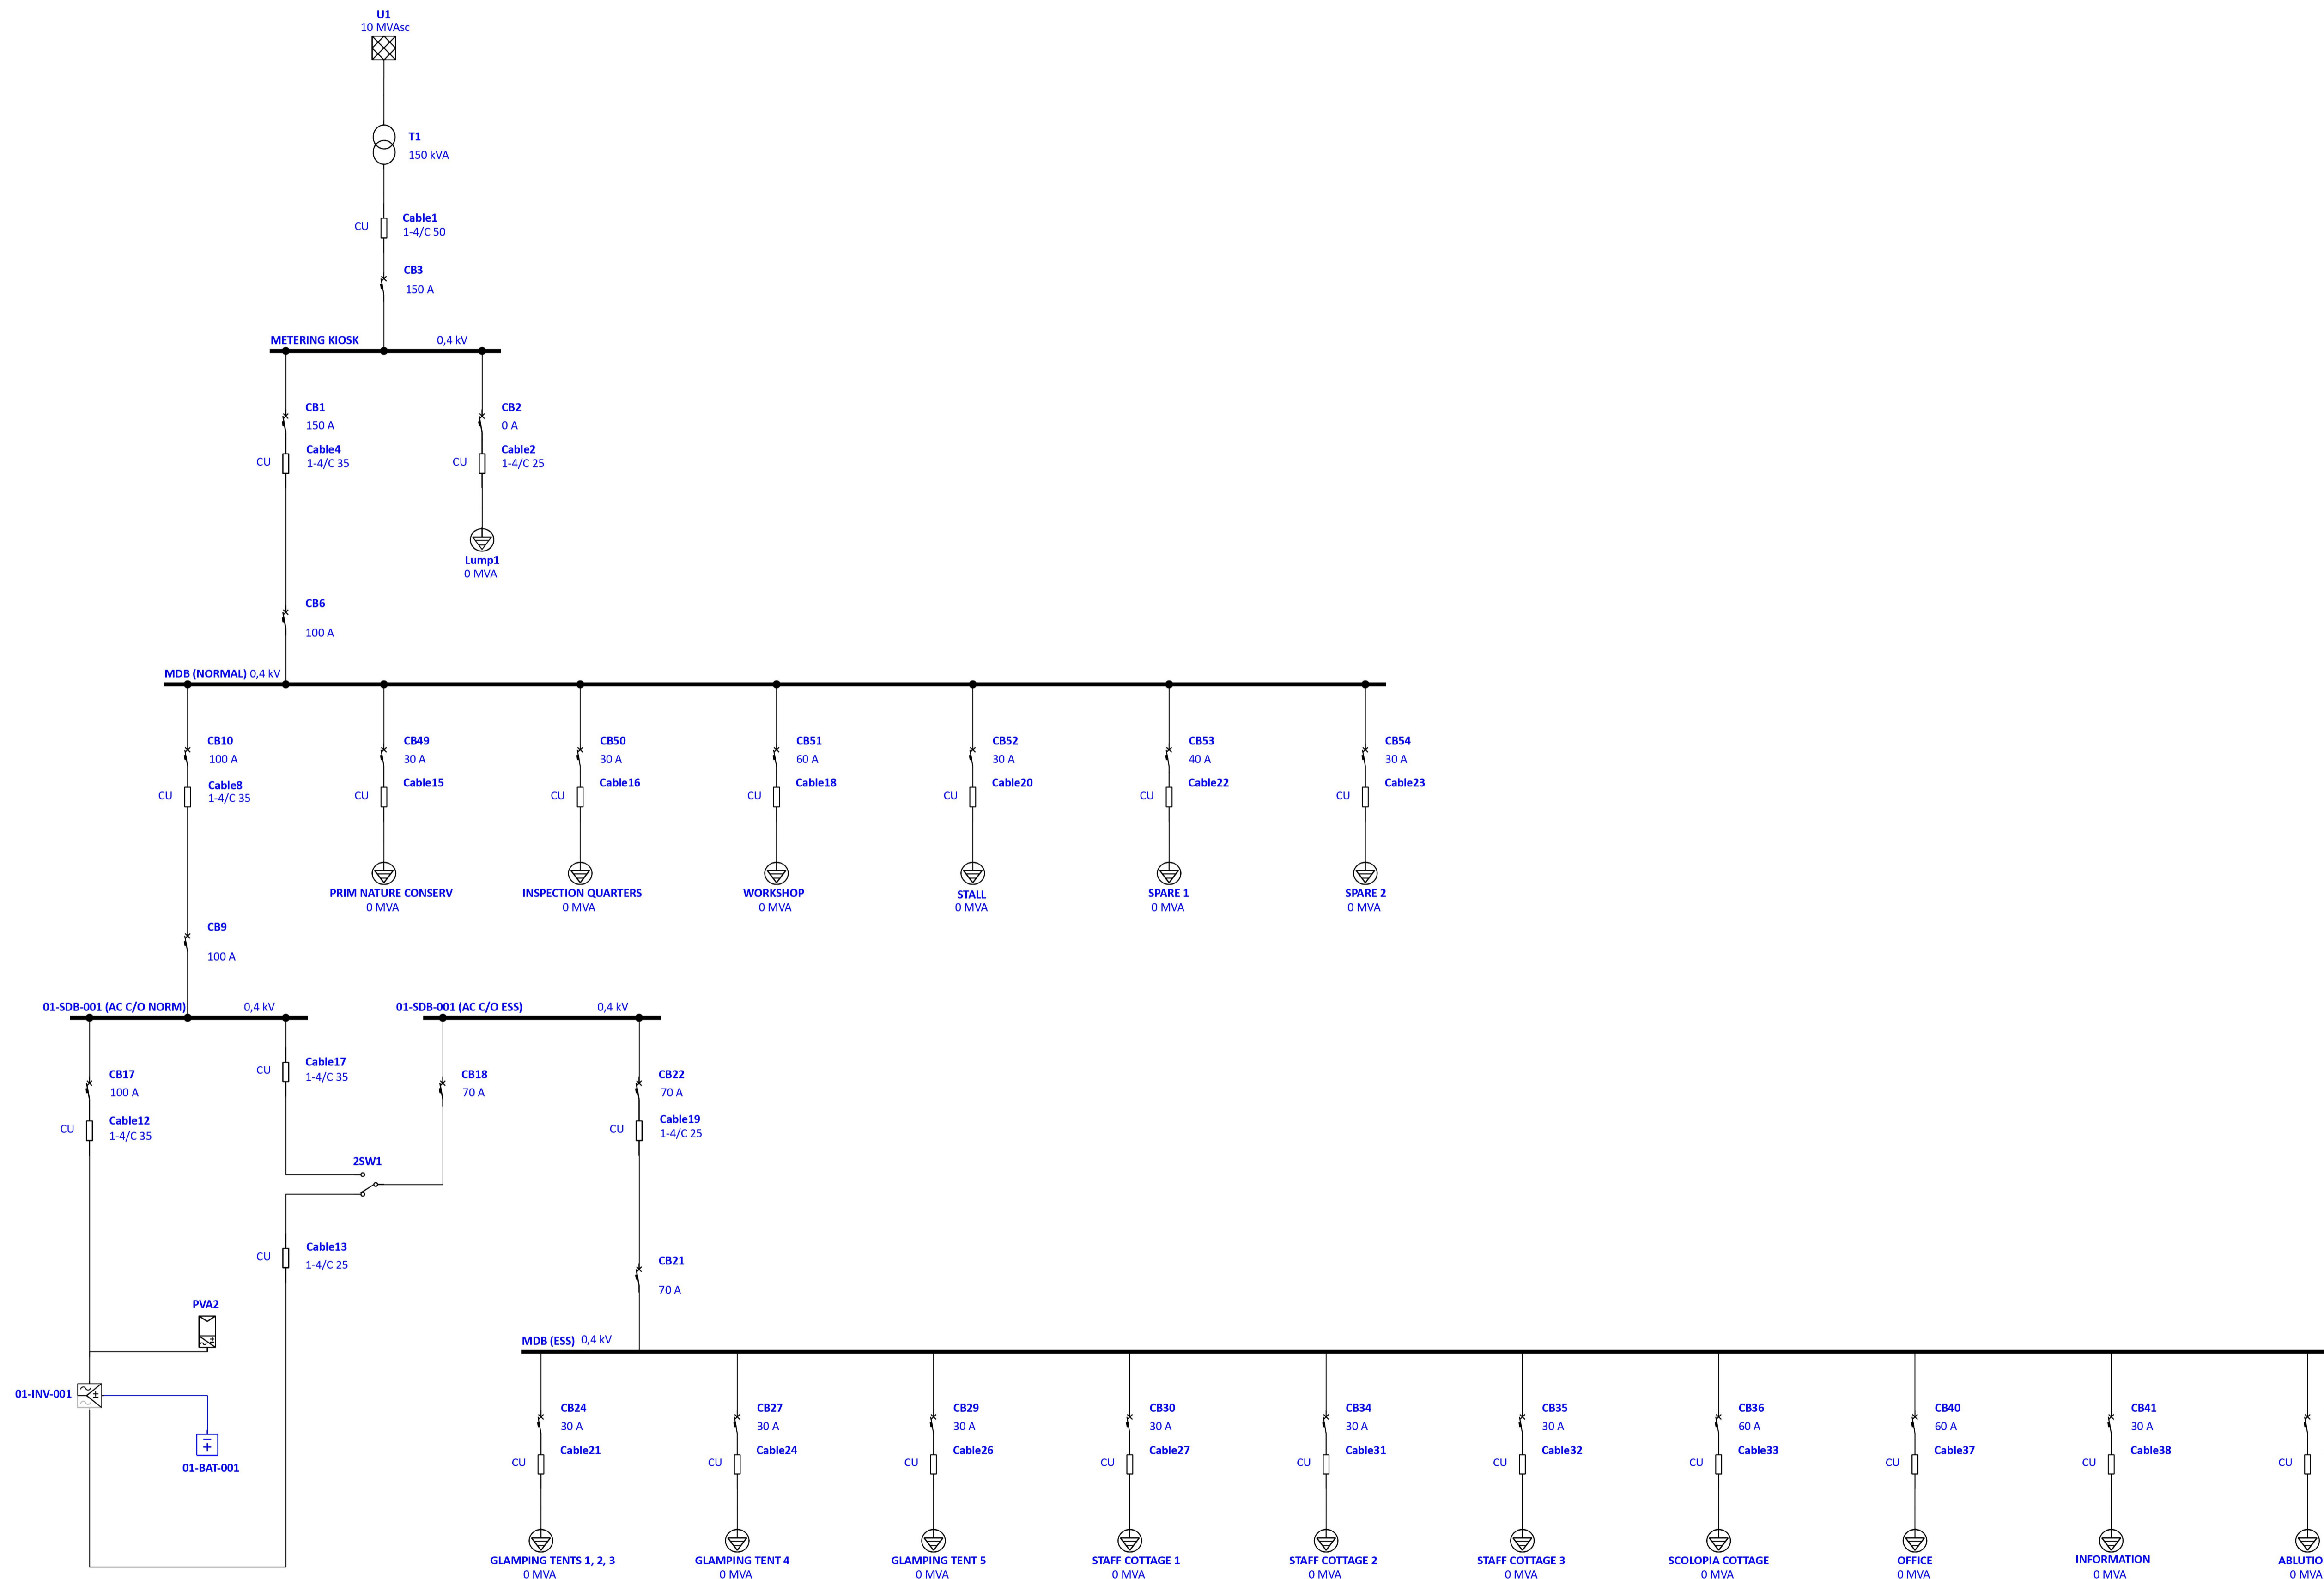 U1
10 MVAsc
T1
150 kVA
Cable1
CU
1-4/C 50
CB3
150 A
METERING KIOSK 0,4 kV
CB1
150 A
Cable4
CU
1-4/C 35
CB2
0 A
Cable2
CU
1-4/C 25
Lump1
0 MVA
CB6
100 A
MDB (NORMAL) 0,4 kV
CB10
100 A
Cable8
CU
1-4/C 35
CB49
30 A
Cable15
CU
PRIM NATURE CONSERV
0 MVA
CB50
30 A
Cable16
CU
INSPECTION QUARTERS
0 MVA
CB51
60 A
Cable18
CU
WORKSHOP
0 MVA
CB52
30 A
Cable20
CU
STALL
0 MVA
CB53
40 A
Cable22
CU
SPARE 1
0 MVA
CB54
30 A
Cable23
CU
SPARE 2
0 MVA
CB9
100 A
01-SDB-001 (AC C/O NORM) 0,4 kV
01-SDB-001 (AC C/O ESS) 0,4 kV
CB17
100 A
Cable12
CU
1-4/C 35
Cable17
CU
1-4/C 35
CB18
70 A
CB22
70 A
Cable19
CU
1-4/C 25
2SW1
Cable13
CU
1-4/C 25
CB21
70 A
PVA2
01-INV-001
01-BAT-001
MDB (ESS) 0,4 kV
CB24
30 A
Cable21
CU
GLAMPING TENTS 1, 2, 3
0 MVA
CB27
30 A
Cable24
CU
GLAMPING TENT 4
0 MVA
CB29
30 A
Cable26
CU
GLAMPING TENT 5
0 MVA
CB30
30 A
Cable27
CU
STAFF COTTAGE 1
0 MVA
CB34
30 A
Cable31
CU
STAFF COTTAGE 2
0 MVA
CB35
30 A
Cable32
CU
STAFF COTTAGE 3
0 MVA
CB36
60 A
Cable33
CU
SCOLOPIA COTTAGE
0 MVA
CB40
60 A
Cable37
CU
OFFICE
0 MVA
CB41
30 A
Cable38
CU
INFORMATION
0 MVA
CU
0 MVA